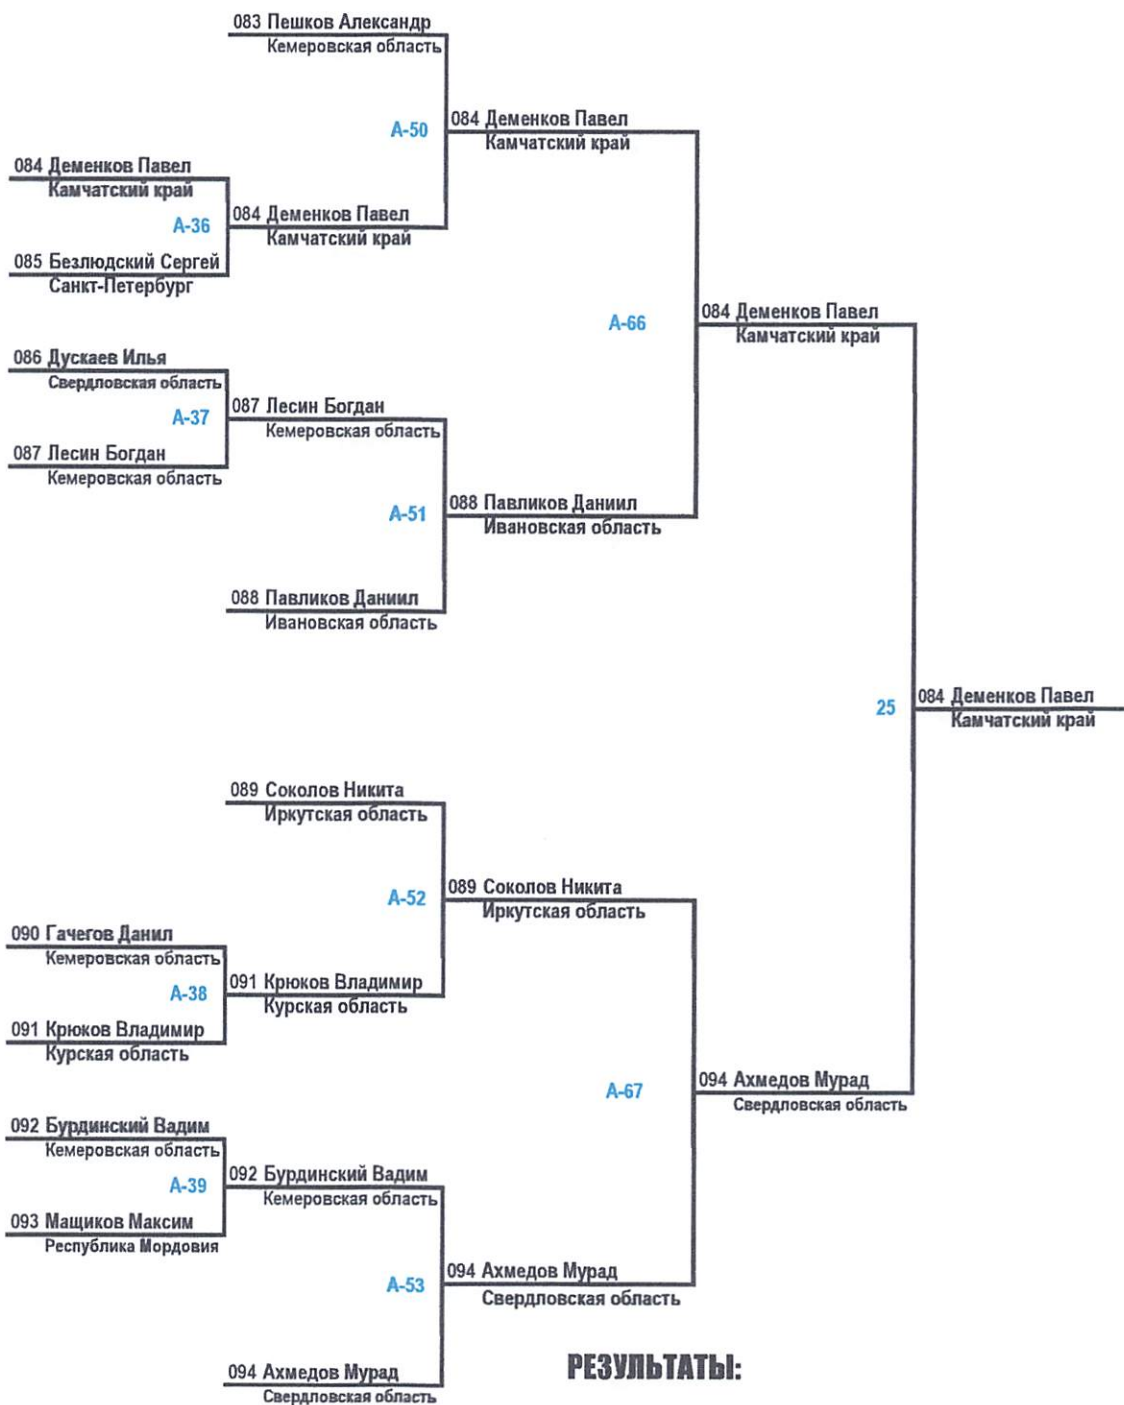 083 Пешков Александр
Кемеровская область
А-50
084 Деменков Павел
Камчатский край
084 Деменков Павел
Камчатский край
А-36
084 Деменков Павел
Камчатский край
085 Безлюдский Сергей
Санкт-Петербург
А-66
084 Деменков Павел
Камчатский край
086 Дускаев Илья
Свердловская область
А-37
087 Лесин Богдан
Кемеровская область
087 Лесин Богдан
Кемеровская область
А-51
088 Павликов Даниил
Ивановская область
088 Павликов Даниил
Ивановская область
25
084 Деменков Павел
Камчатский край
089 Соколов Никита
Иркутская область
А-52
089 Соколов Никита
Иркутская область
090 Гачегов Данил
Кемеровская область
А-38
091 Крюков Владимир
Курская область
091 Крюков Владимир
Курская область
А-67
094 Ахмедов Мурад
Свердловская область
092 Бурдинский Вадим
Кемеровская область
А-39
092 Бурдинский Вадим
Кемеровская область
093 Мащиков Максим
Республика Мордовия
А-53
094 Ахмедов Мурад
Свердловская область
094 Ахмедов Мурад
Свердловская область
РЕЗУЛЬТАТЫ: